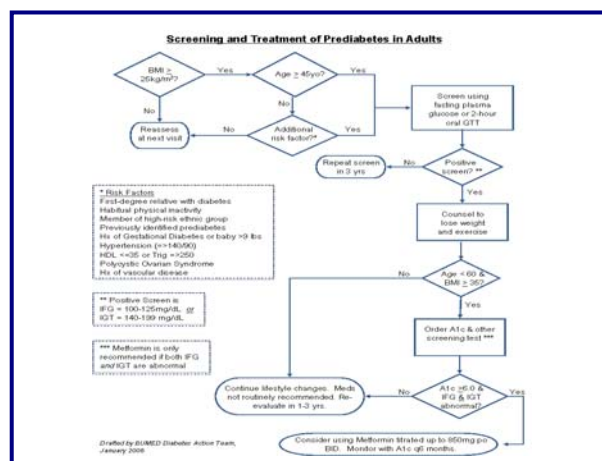 Screening and Treatment of Prediabetes in Adults
BMI ≥
25kg/m²?
Yes
Age ≥ 45yo?
Yes
No
No
Reassess
at next visit
No
Additional
risk factor?*
Yes
Screen using
fasting plasma
glucose or 2-hour
oral GTT
Repeat screen
in 3 yrs
No
Positive
screen? **
Yes
Counsel to
lose weight
and exercise
* Risk Factors
First-degree relative with diabetes
Habitual physical inactivity
Member of high-risk ethnic group
Previously identified prediabetes
Hx of Gestational Diabetes or baby >9 lbs
Hypertension (=>140/90)
HDL <=35 or Trig =>250
Polycystic Ovarian Syndrome
Hx of vascular disease
No
Age <60 &
BMI ≥ 35?
Yes
** Positive Screen is
IFG = 100-125mg/dL or
IGT = 140-199 mg/dL
Order A1c & other
screening test ***
*** Metformin is only
recommended if both IFG
and IGT are abnormal
Continue lifestyle changes. Meds
not routinely recommended. Re-
evaluate in 1-3 yrs.
No
A1c ≥6.0 &
IFG & IGT
abnormal?
Yes
Drafted by BUMED Diabetes Action Team,
January 2008
Consider using Metformin titrated up to 850mg po
BID. Monitor with A1c q6 months.